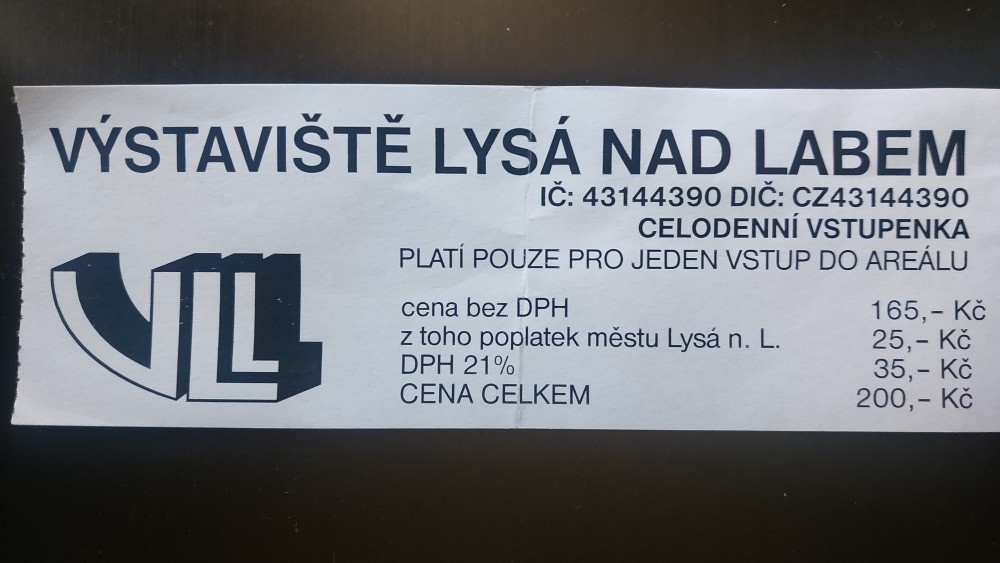 VÝSTAVIŠTĚ LYSÁ NAD LABEM
IČ: 43144390 DIČ: CZ43144390
CELODENNÍ VSTUPENKA
PLATÍ POUZE PRO JEDEN VSTUP DO AREÁLU
VLL
cena bez DPH 165,– Kč
z toho poplatek městu Lysá n. L. 25,– Kč
DPH 21% 35,– Kč
CENA CELKEM 200,– Kč